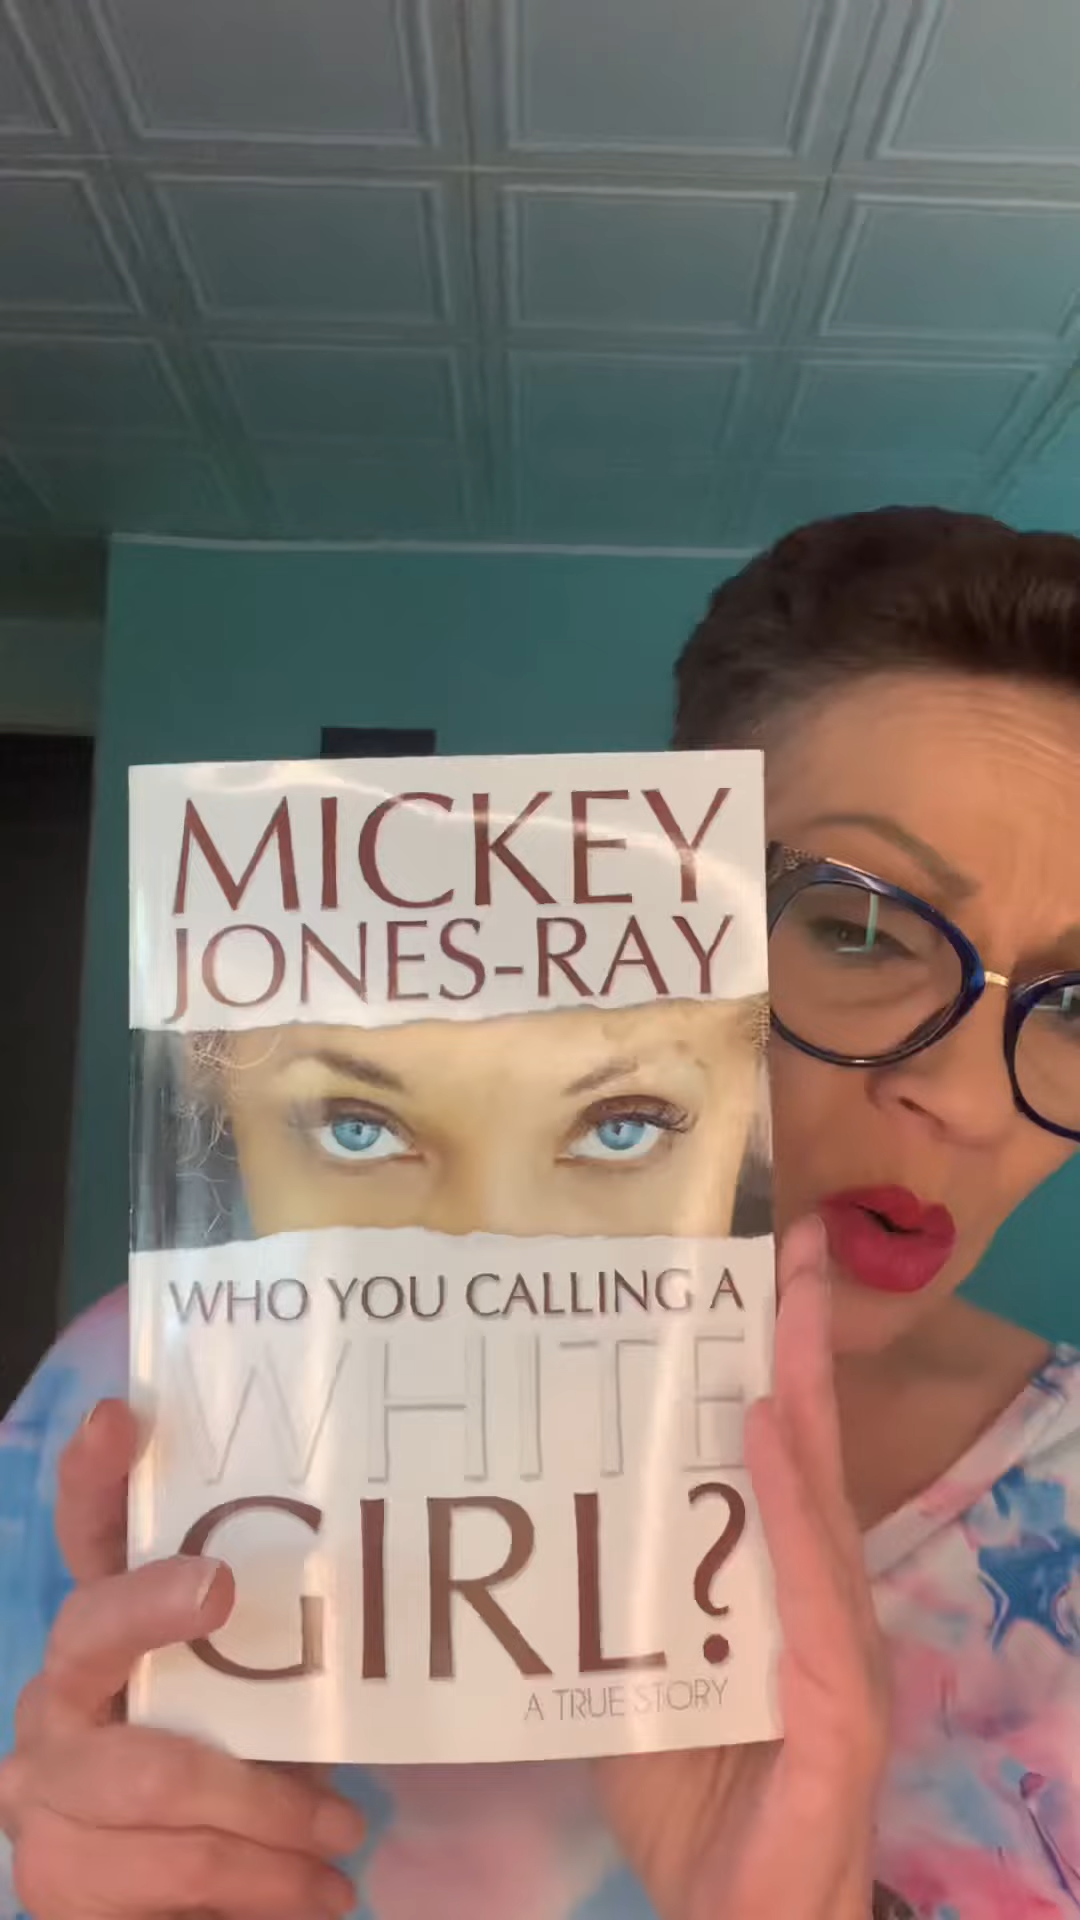 MICKEY
JONES-RAY
WHO YOU CALLING A
WHITE
GIRL?
A TRUE STORY